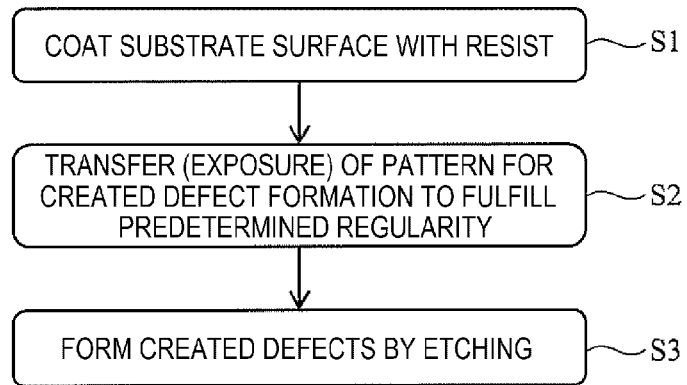 COAT SUBSTRATE SURFACE WITH RESIST
S1
TRANSFER (EXPOSURE) OF PATTERN FOR
CREATED DEFECT FORMATION TO FULFILL
PREDETERMINED REGULARITY
S2
FORM CREATED DEFECTS BY ETCHING
S3